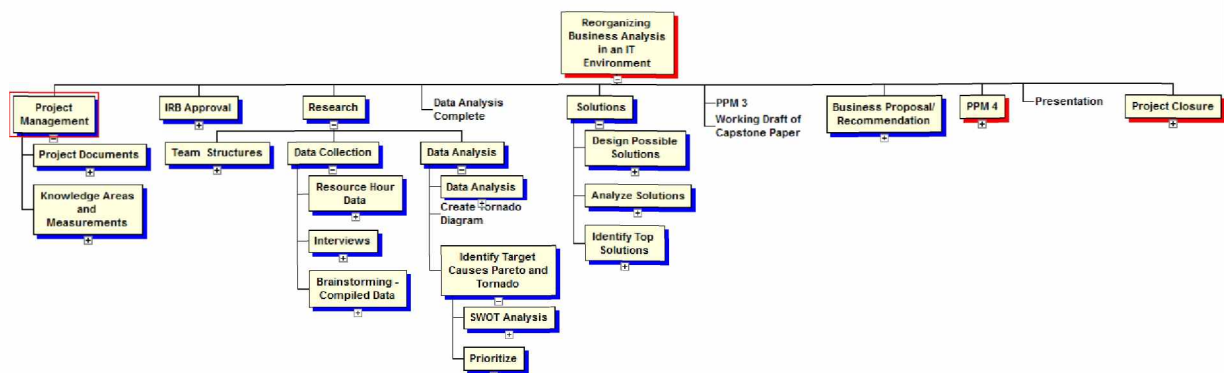 Reorganizing
Business Analysis
in an IT
Environment
Project
Management
IRB Approval
Research
Data Analysis
Complete
Solutions
PPM 3
Working Draft of
Capstone Paper
Business Proposal/
Recommendation
PPM 4
Presentation
Project Closure
Project Documents
Knowledge Areas
and
Measurements
Team Structures
Data Collection
Resource Hour
Data
Interviews
Brainstorming -
Compiled Data
Data Analysis
Data Analysis
Create Tornado
Diagram
Identify Target
Causes Pareto and
Tornado
SWOT Analysis
Prioritize
Design Possible
Solutions
Analyze Solutions
Identify Top
Solutions